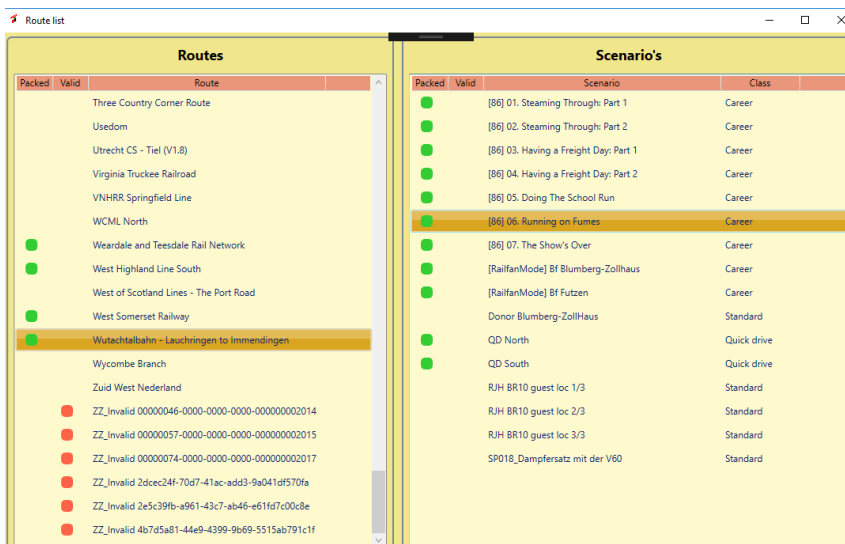 Route list
Routes
Packed Valid Route
Three Country Corner Route
Usedom
Utrecht CS - Tiel (V1.8)
Virginia Truckee Railroad
VNHRR Springfield Line
WCML North
Weardale and Teesdale Rail Network
West Highland Line South
West of Scotland Lines - The Port Road
West Somerset Railway
Wutachtalbahn - Lauchringen to Immendingen
Wycombe Branch
Zuid West Nederland
ZZ_Invalid 00000046-0000-0000-0000-000000002014
ZZ_Invalid 00000057-0000-0000-0000-000000002015
ZZ_Invalid 00000074-0000-0000-0000-000000002017
ZZ_Invalid 2dcec24f-70d7-41ac-add3-9a041df570fa
ZZ_Invalid 2e5c39fb-a961-43c7-ab46-e61fd7c00c8e
ZZ_Invalid 4b7d5a81-44e9-4399-9b69-5515ab791c1f
Scenario's
Packed Valid Scenario Class
[86] 01. Steaming Through: Part 1 Career
[86] 02. Steaming Through: Part 2 Career
[86] 03. Having a Freight Day: Part 1 Career
[86] 04. Having a Freight Day: Part 2 Career
[86] 05. Doing The School Run Career
[86] 06. Running on Fumes Career
[86] 07. The Show's Over Career
[RailfanMode] Bf Blumberg-Zollhaus Career
[RailfanMode] Bf Futzen Career
Donor Blumberg-ZollHaus Standard
QD North Quick drive
QD South Quick drive
RJH BR10 guest loc 1/3 Standard
RJH BR10 guest loc 2/3 Standard
RJH BR10 guest loc 3/3 Standard
SP018_Dampfersatz mit der V60 Standard